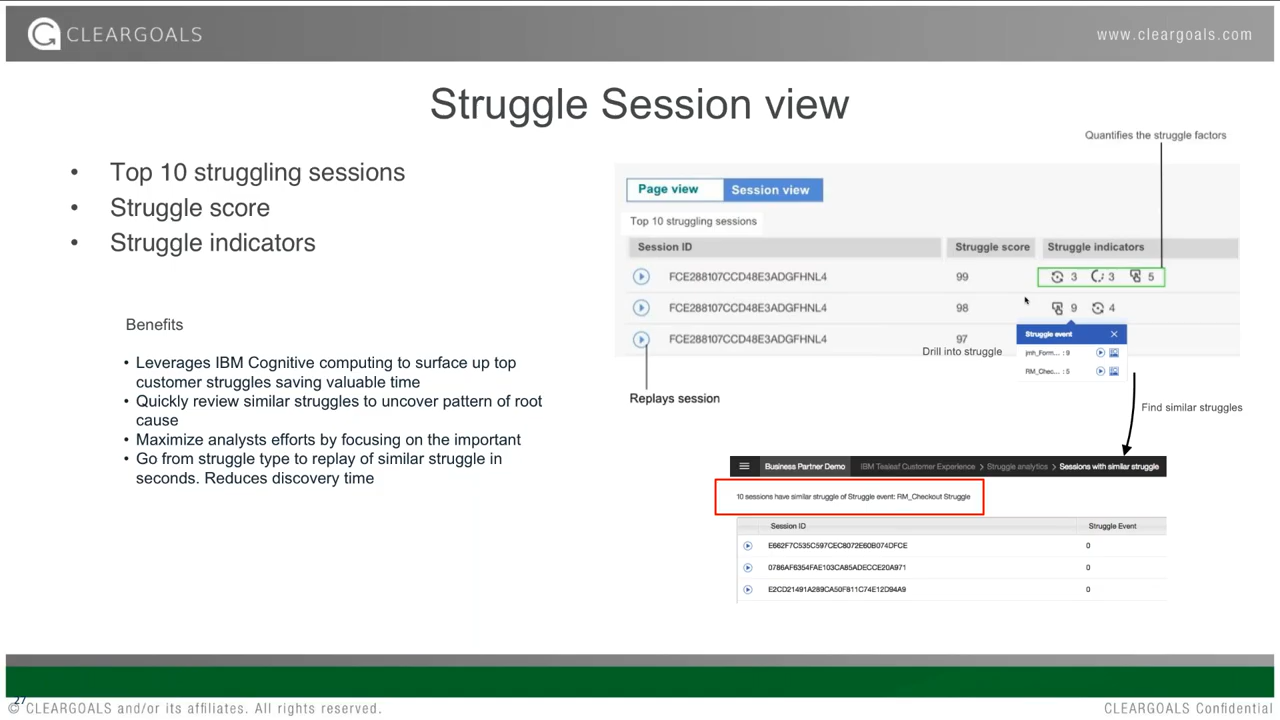 CLEARGOALS
www.cleargoals.com
Struggle Session view
• Top 10 struggling sessions
• Struggle score
• Struggle indicators
Benefits
• Leverages IBM Cognitive computing to surface up top
customer struggles saving valuable time
• Quickly review similar struggles to uncover pattern of root
cause
• Maximize analysts efforts by focusing on the important
• Go from struggle type to replay of similar struggle in
seconds. Reduces discovery time
Quantifies the struggle factors
Page view Session view
Top 10 struggling sessions
Session ID Struggle score Struggle indicators
FCE288107CCD48E3ADGFHNL4 99 3 3 5
FCE288107CCD48E3ADGFHNL4 98 9 4
FCE288107CCD48E3ADGFHNL4 97
Struggle event
Drill into struggle
jmh_Form... : 9
RM_Chec... : 5
Replays session
Find similar struggles
Business Partner Demo IBM Tealeaf Customer Experience > Struggle analytics > Sessions with similar struggle
10 sessions have similar struggle of Struggle event: RM_Checkout Struggle
Session ID Struggle Event
E662F7C535C597CEC8072E60B074DFCE 0
0786AF6354FAE103CA85ADECCE20A971 0
E2CD21491A289CA50F811C74E12D94A9 0
27
© CLEARGOALS and/or its affiliates. All rights reserved.
CLEARGOALS Confidential